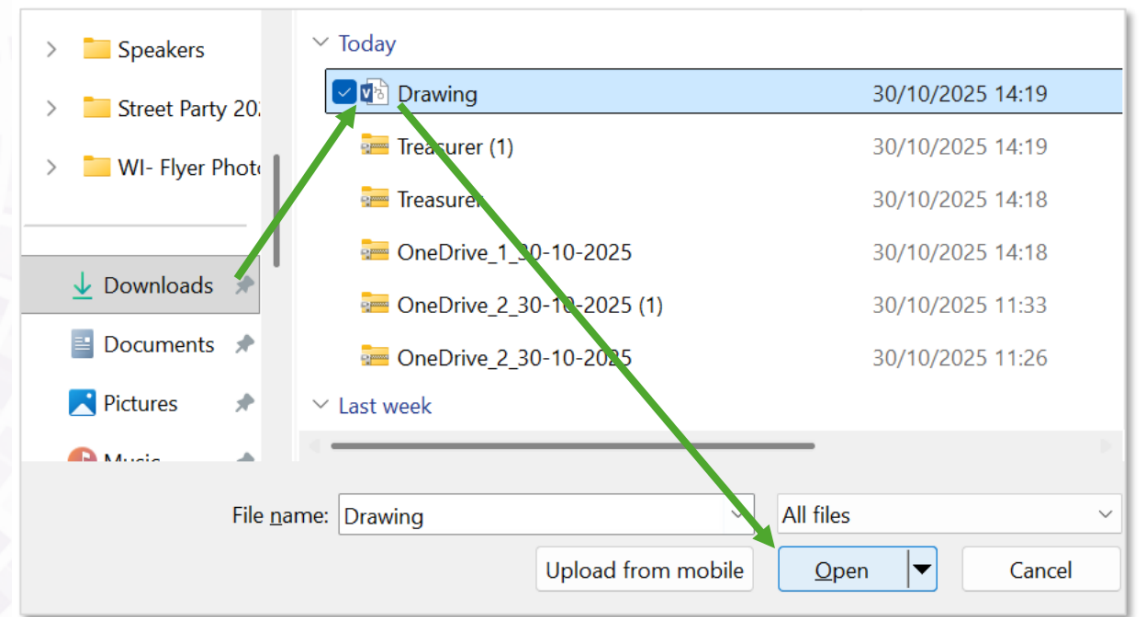 Speakers
Street Party 202
WI- Flyer Photo
Downloads
Documents
Pictures
Music
Today
Drawing 30/10/2025 14:19
Treasurer (1) 30/10/2025 14:19
Treasurer 30/10/2025 14:18
OneDrive_1_30-10-2025 30/10/2025 14:18
OneDrive_2_30-10-2025 (1) 30/10/2025 11:33
OneDrive_2_30-10-2025 30/10/2025 11:26
Last week
File name: Drawing All files
Upload from mobile Open Cancel